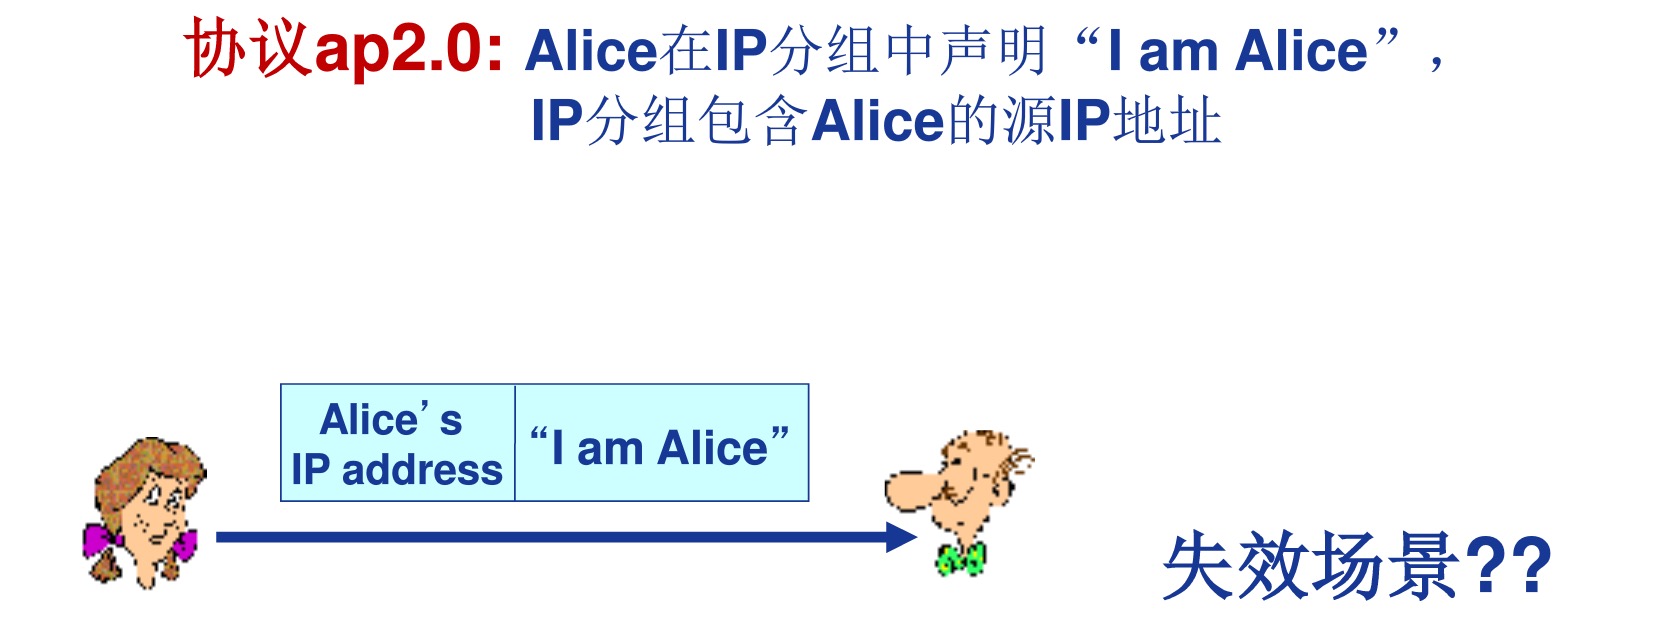 协议ap2.0: Alice在IP分组中声明“I am Alice”，
IP分组包含Alice的源IP地址
Alice’s
IP address
“I am Alice”
失效场景??